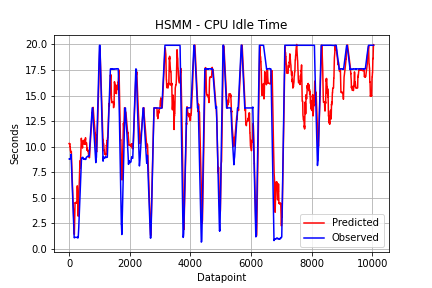 HSMM - CPU Idle Time
20.0
17.5
15.0
12.5
10.0
7.5
5.0
2.5
0.0
Seconds
0 2000 4000 6000 8000 10000
Datapoint
Predicted
Observed